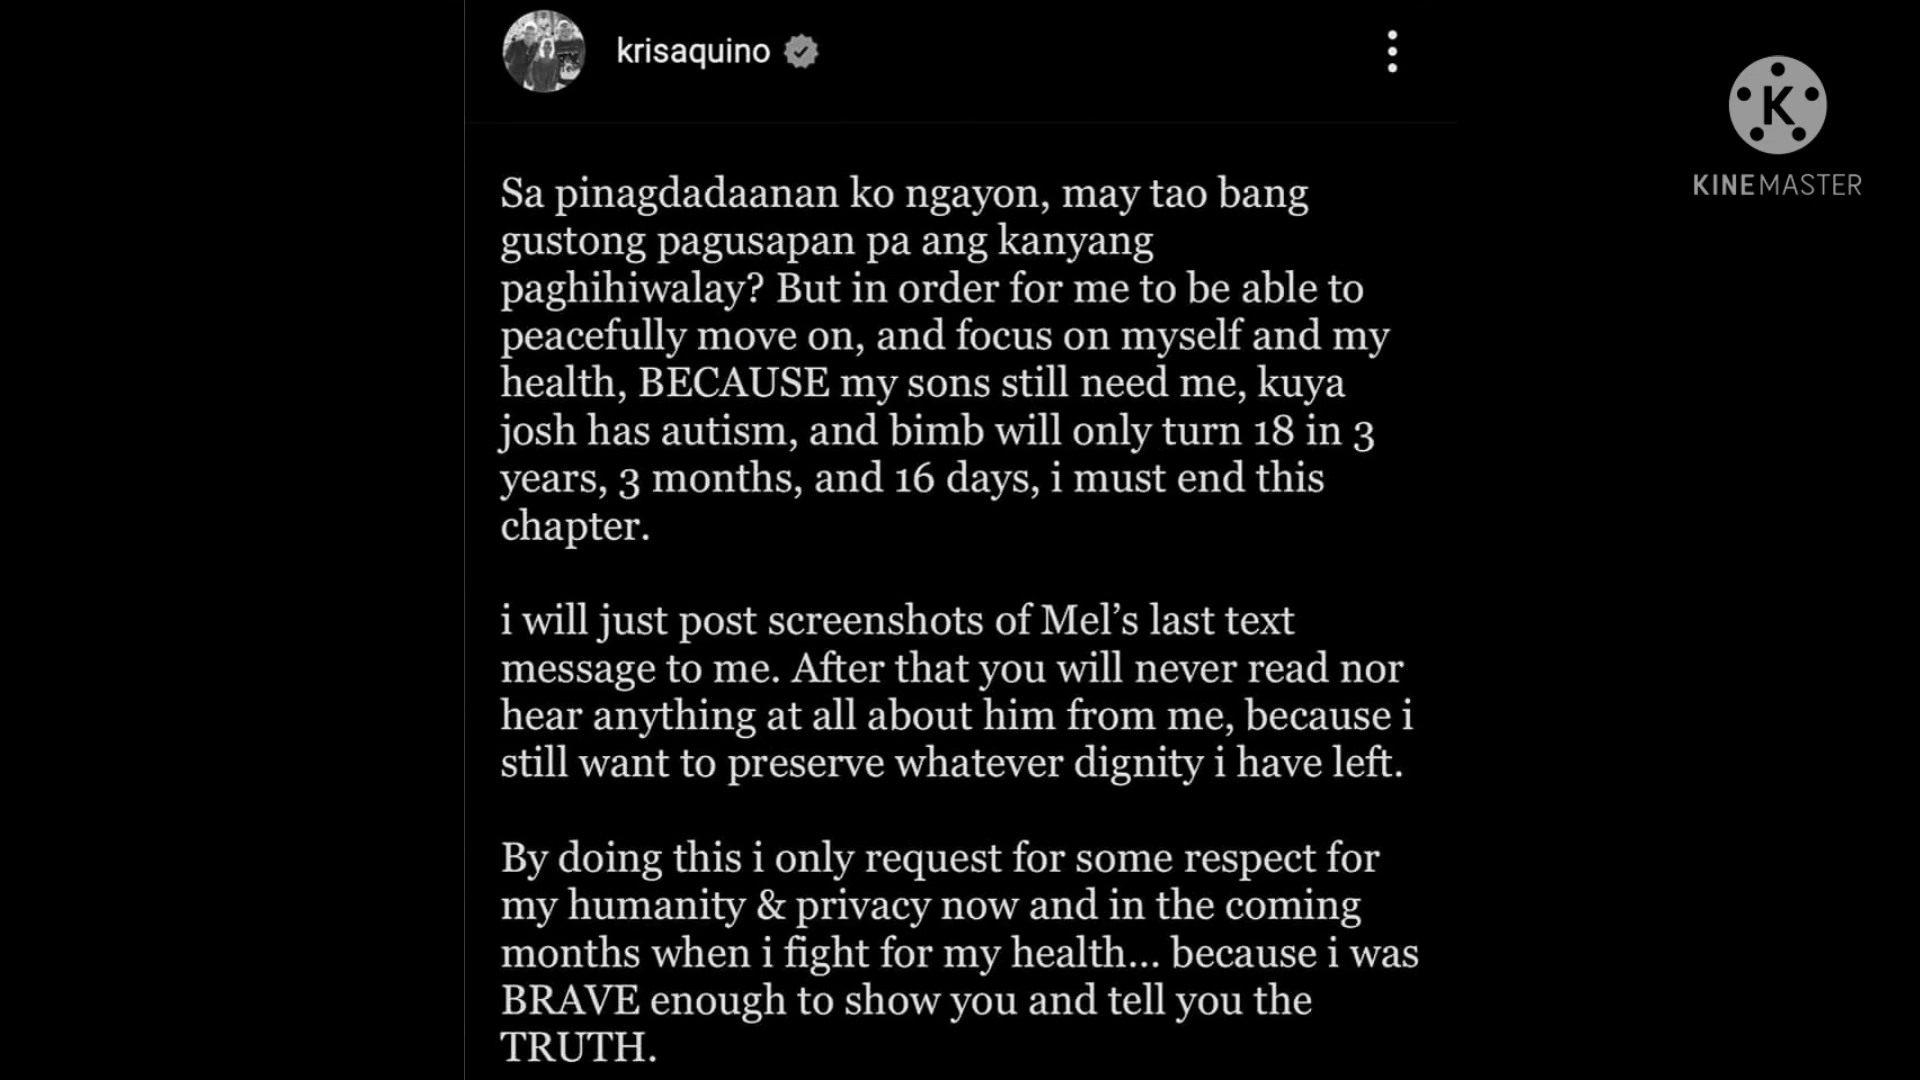 krisaquino
KINEMASTER
Sa pinagdadaanan ko ngayon, may tao bang
gustong pagusapan pa ang kanyang
paghihiwalay? But in order for me to be able to
peacefully move on, and focus on myself and my
health, BECAUSE my sons still need me, kuya
josh has autism, and bimb will only turn 18 in 3
years, 3 months, and 16 days, i must end this
chapter.
i will just post screenshots of Mel’s last text
message to me. After that you will never read nor
hear anything at all about him from me, because i
still want to preserve whatever dignity i have left.
By doing this i only request for some respect for
my humanity & privacy now and in the coming
months when i fight for my health... because i was
BRAVE enough to show you and tell you the
TRUTH.